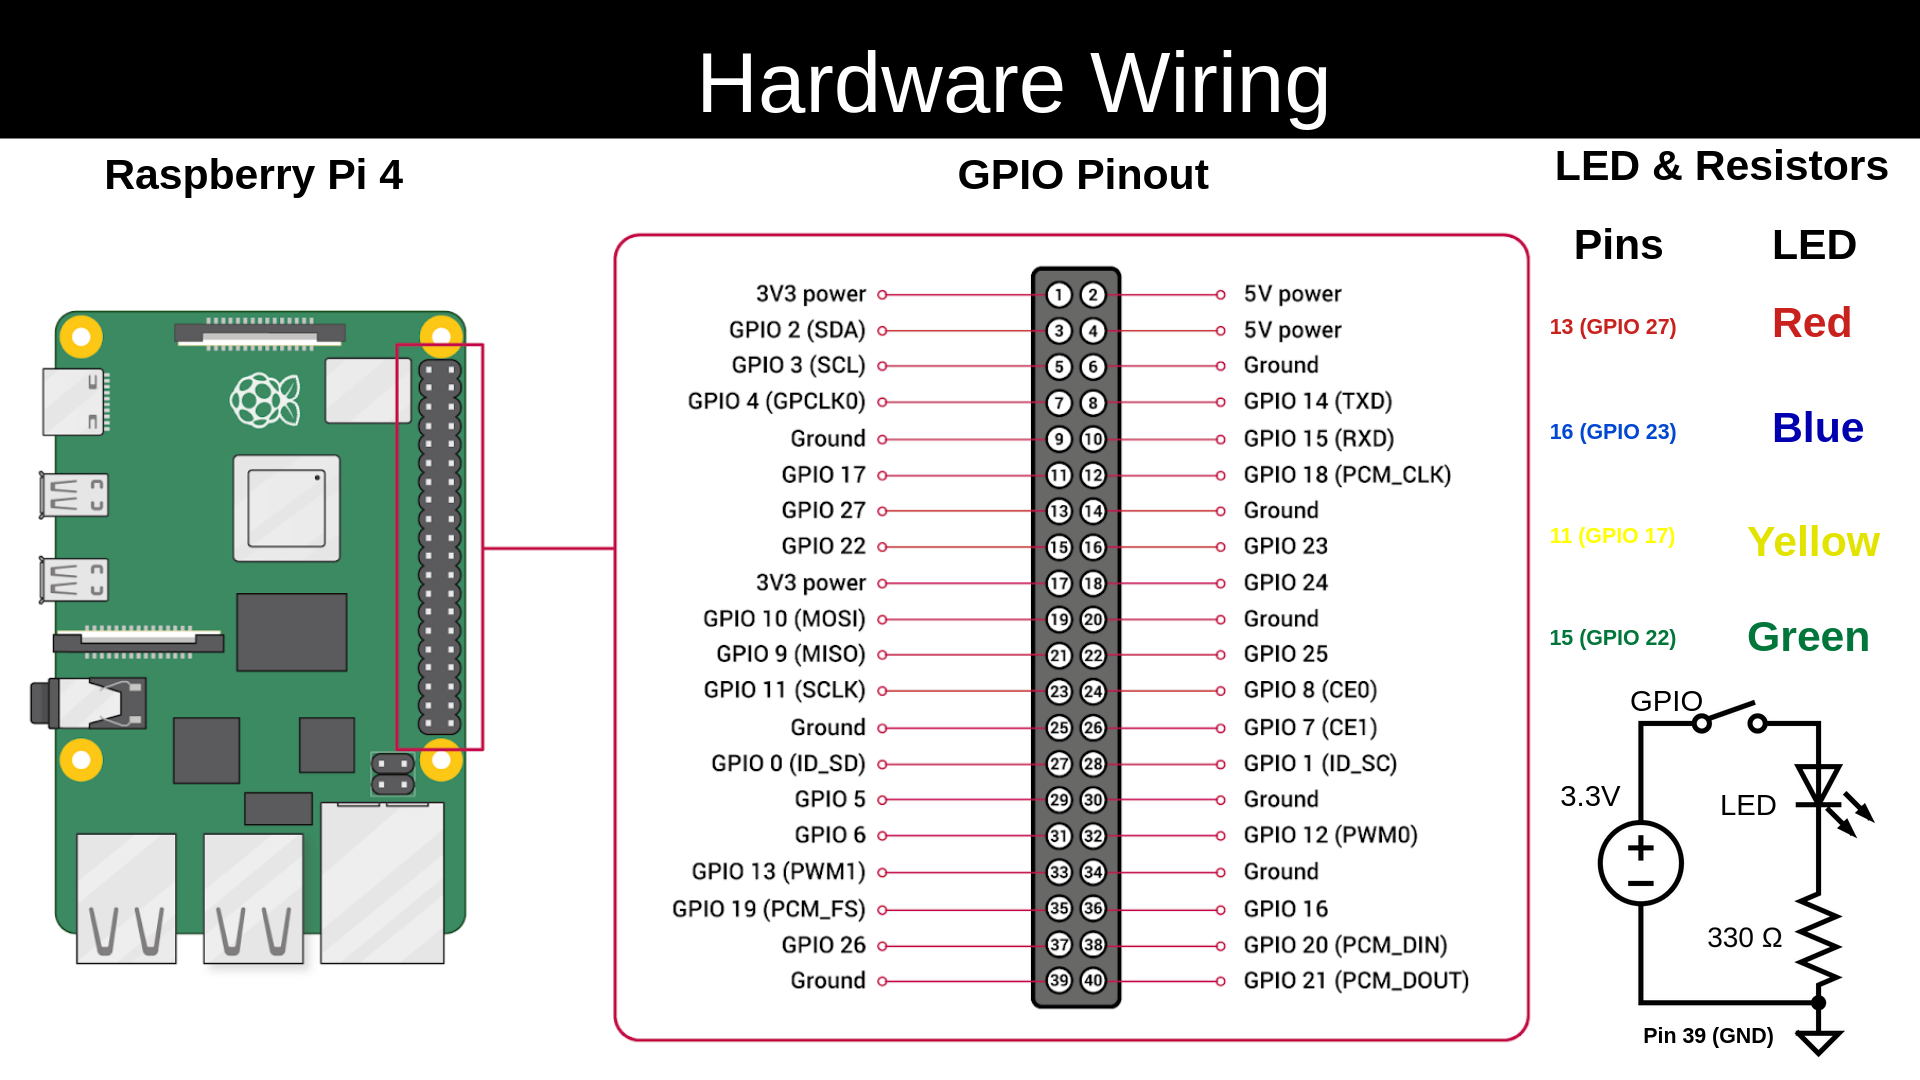 Hardware Wiring
Raspberry Pi 4
GPIO Pinout
LED & Resistors
3V3 power 1 2 5V power
GPIO 2 (SDA) 3 4 5V power
GPIO 3 (SCL) 5 6 Ground
GPIO 4 (GPCLK0) 7 8 GPIO 14 (TXD)
Ground 9 10 GPIO 15 (RXD)
GPIO 17 11 12 GPIO 18 (PCM_CLK)
GPIO 27 13 14 Ground
GPIO 22 15 16 GPIO 23
3V3 power 17 18 GPIO 24
GPIO 10 (MOSI) 19 20 Ground
GPIO 9 (MISO) 21 22 GPIO 25
GPIO 11 (SCLK) 23 24 GPIO 8 (CE0)
Ground 25 26 GPIO 7 (CE1)
GPIO 0 (ID_SD) 27 28 GPIO 1 (ID_SC)
GPIO 5 29 30 Ground
GPIO 6 31 32 GPIO 12 (PWM0)
GPIO 13 (PWM1) 33 34 Ground
GPIO 19 (PCM_FS) 35 36 GPIO 16
GPIO 26 37 38 GPIO 20 (PCM_DIN)
Ground 39 40 GPIO 21 (PCM_DOUT)
Pins LED
13 (GPIO 27) Red
16 (GPIO 23) Blue
11 (GPIO 17) Yellow
15 (GPIO 22) Green
GPIO
3.3V
LED
330 Ω
Pin 39 (GND)